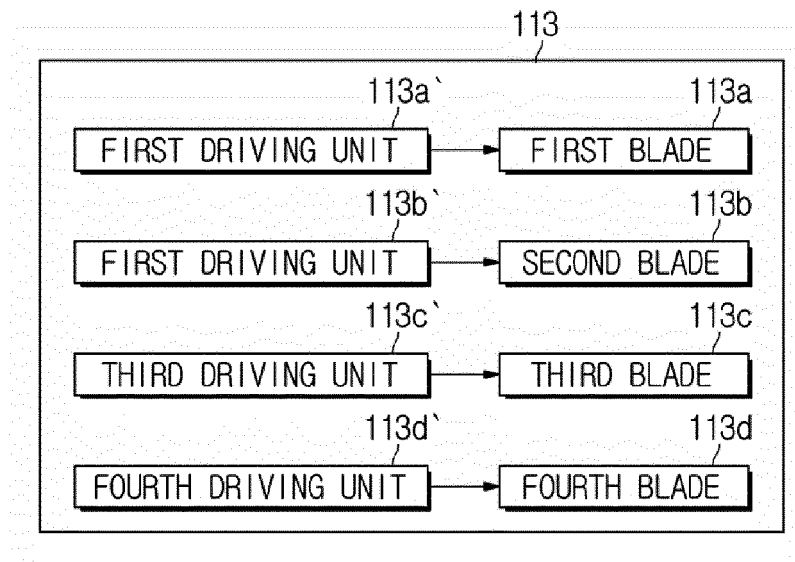 113
113a` 113a
FIRST DRIVING UNIT FIRST BLADE
113b` 113b
FIRST DRIVING UNIT SECOND BLADE
113c` 113c
THIRD DRIVING UNIT THIRD BLADE
113d` 113d
FOURTH DRIVING UNIT FOURTH BLADE